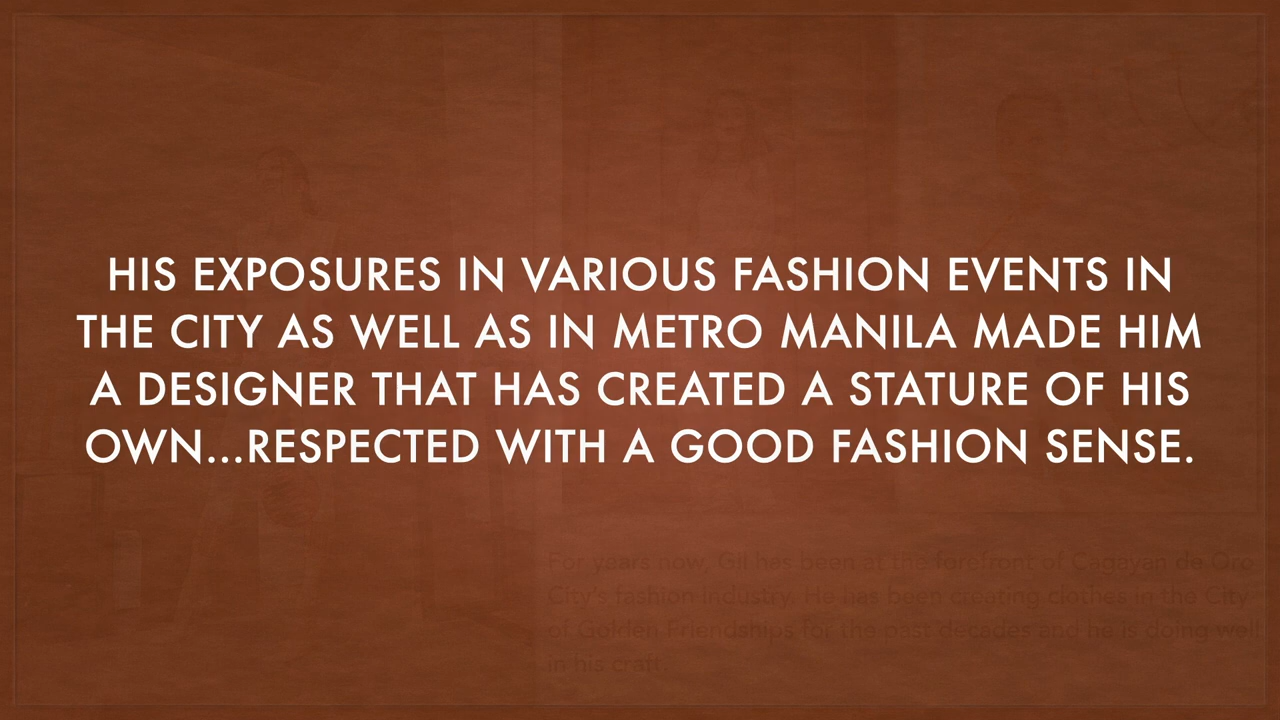 HIS EXPOSURES IN VARIOUS FASHION EVENTS IN
THE CITY AS WELL AS IN METRO MANILA MADE HIM
A DESIGNER THAT HAS CREATED A STATURE OF HIS
OWN...RESPECTED WITH A GOOD FASHION SENSE.
For years now, Gil has been at the forefront of Cagayan de Oro
City's fashion industry. He has been creating clothes in the City
of Golden Friendships for the past decades and he is doing well
in his craft.